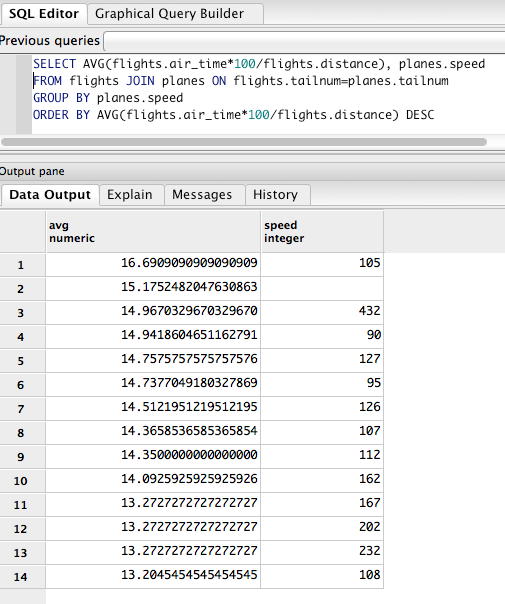 SQL Editor Graphical Query Builder
Previous queries
SELECT AVG(flights.air_time*100/flights.distance), planes.speed
FROM flights JOIN planes ON flights.tailnum=planes.tailnum
GROUP BY planes.speed
ORDER BY AVG(flights.air_time*100/flights.distance) DESC
Output pane
Data Output Explain Messages History
avg speed
numeric integer
1 16.6909090909090909 105
2 15.1752482047630863
3 14.9670329670329670 432
4 14.9418604651162791 90
5 14.7575757575757576 127
6 14.7377049180327869 95
7 14.5121951219512195 126
8 14.3658536585365854 107
9 14.3500000000000000 112
10 14.0925925925925926 162
11 13.2727272727272727 167
12 13.2727272727272727 202
13 13.2727272727272727 232
14 13.2045454545454545 108